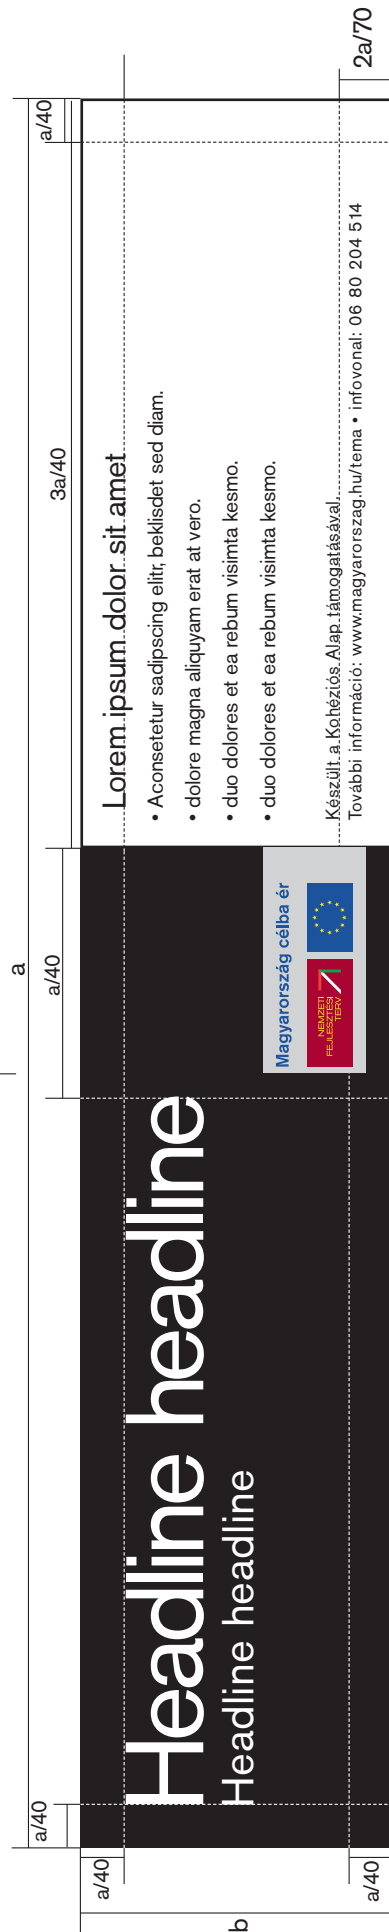 a
a/40
a/40
3a/40
a/40
a/40
Headline headline
Headline headline
Magyarország célba ér
NEMZETI
FEJLESZTÉSI
TERV
Lorem ipsum dolor sit amet
• Aconsetetur sadipscing elitr, beklisdet sed diam.
• dolore magna aliquyam erat at vero.
• duo dolores et ea rebum visimta kesmo.
• duo dolores et ea rebum visimta kesmo.
Készült a Kohéziós Alap támogatásával.
További információ: www.magyarorszag.hu/tema • infovonal: 06 80 204 514
b
a/40
2a/70